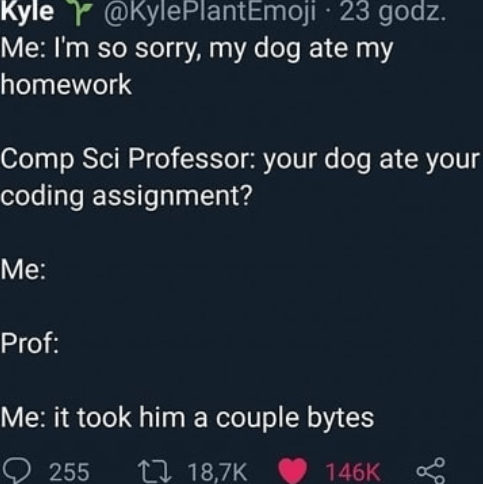 Kyle 🌱 @KylePlantEmoji · 23 godz.
Me: I'm so sorry, my dog ate my
homework
Comp Sci Professor: your dog ate your
coding assignment?
Me:
Prof:
Me: it took him a couple bytes
255 18,7K 146K